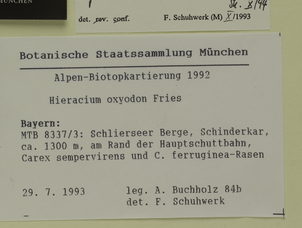 MÜNCHEN
det. rev. conf.
F. Schuhwerk (M) X/1993
Botanische Staatssammlung München
Alpen-Biotopkartierung 1992
Hieracium oxyodon Fries
Bayern:
MTB 8337/3: Schlierseer Berge, Schinderkar,
ca. 1300 m, am Rand der Hauptschuttbahn,
Carex sempervirens und C. ferruginea-Rasen
29. 7. 1993
leg. A. Buchholz 84b
det. F. Schuhwerk